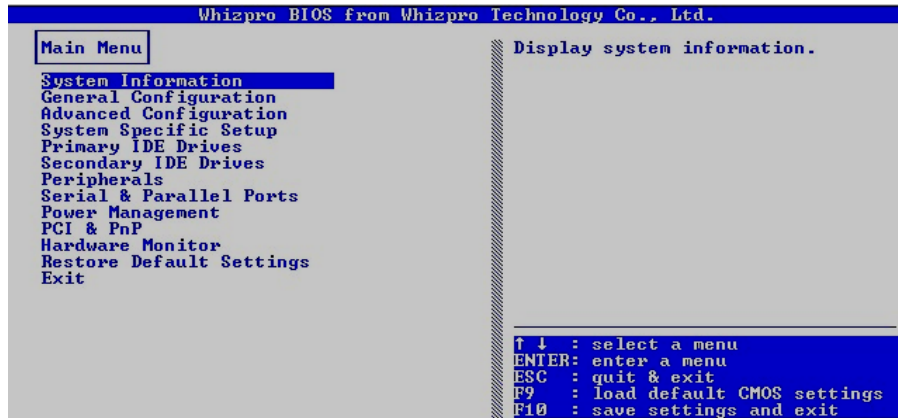 Whizpro BIOS from Whizpro Technology Co., Ltd.
Main Menu
System Information
General Configuration
Advanced Configuration
System Specific Setup
Primary IDE Drives
Secondary IDE Drives
Peripherals
Serial & Parallel Ports
Power Management
PCI & PnP
Hardware Monitor
Restore Default Settings
Exit
Display system information.
↑ ↓ : select a menu
ENTER: enter a menu
ESC : quit & exit
F9 : load default CMOS settings
F10 : save settings and exit